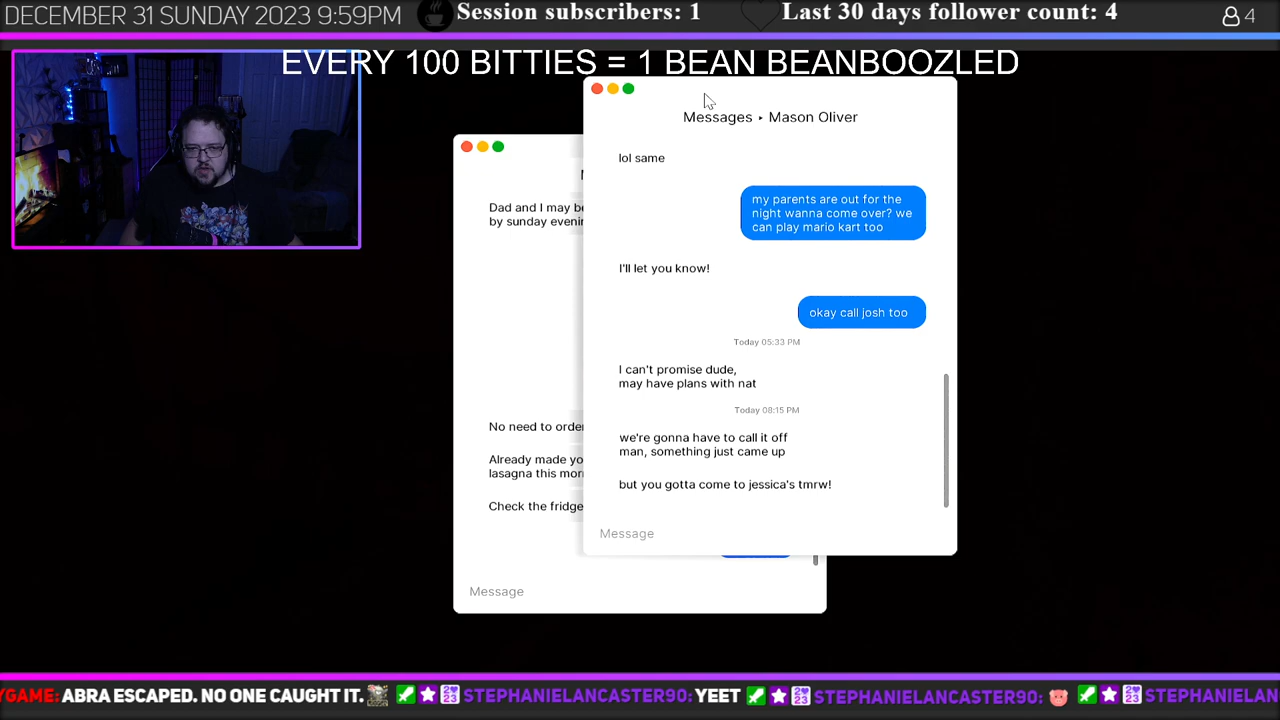 DECEMBER 31 SUNDAY 2023 9:59PM
Session subscribers: 1
Last 30 days follower count: 4
4
EVERY 100 BITTIES = 1 BEAN BEANBOOZLED
Messages ▸ Mason Oliver
lol same
my parents are out for the
night wanna come over? we
can play mario kart too
I'll let you know!
okay call josh too
Today 05:33 PM
I can't promise dude,
may have plans with nat
Today 08:15 PM
we're gonna have to call it off
man, something just came up
but you gotta come to jessica's tmrw!
Message
Dad and I may be
by sunday evenin
No need to order
Already made yo
lasagna this mor
Check the fridge
Message
YGAME: ABRA ESCAPED. NO ONE CAUGHT IT. STEPHANIELANCASTER90: YEET STEPHANIELANCASTER90: STEPHANIELAN